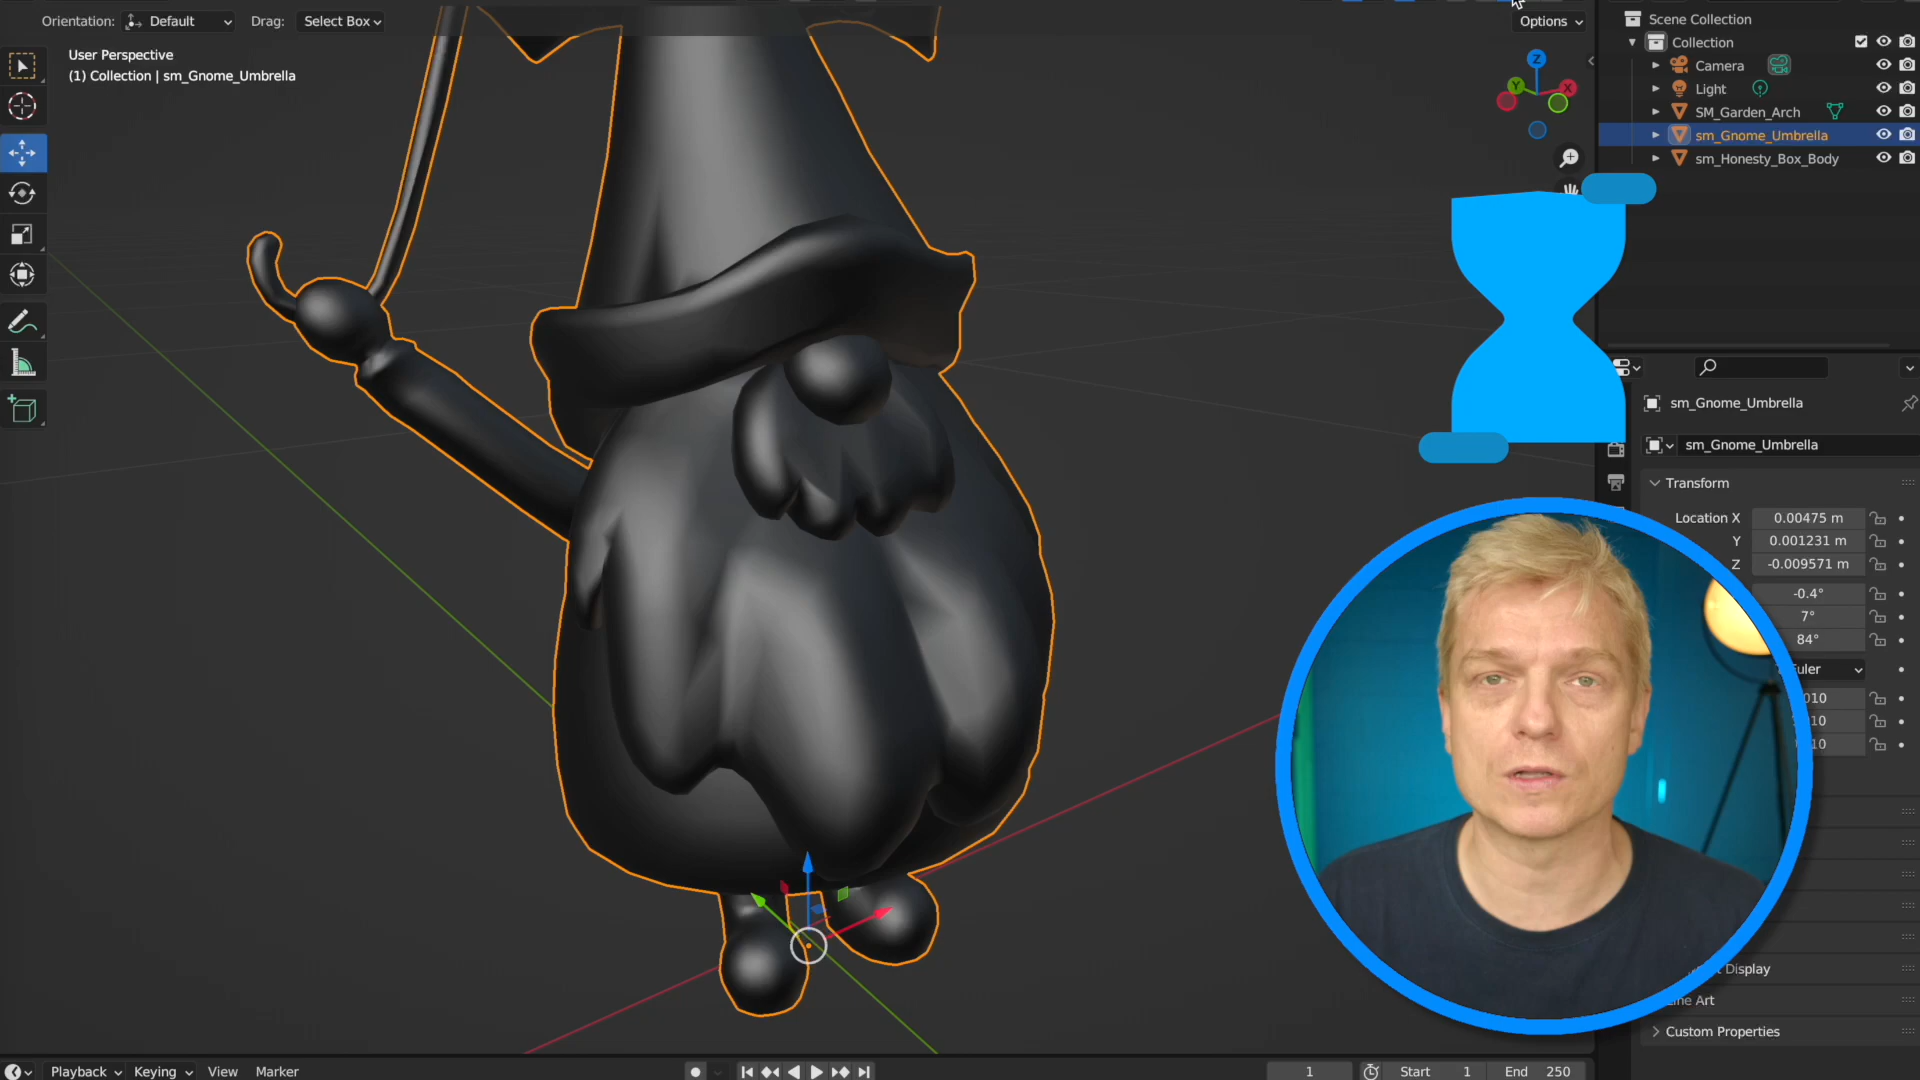 Orientation: Default Drag: Select Box Options
User Perspective
(1) Collection | sm_Gnome_Umbrella
Z
Y
X
Scene Collection
Collection
Camera
Light
SM_Garden_Arch
sm_Gnome_Umbrella
sm_Honesty_Box_Body
sm_Gnome_Umbrella
sm_Gnome_Umbrella
Transform
Location X 0.00475 m
Y 0.001231 m
Z -0.009571 m
-0.4°
7°
84°
Display
Line Art
Custom Properties
Playback Keying View Marker 1 Start 1 End 250